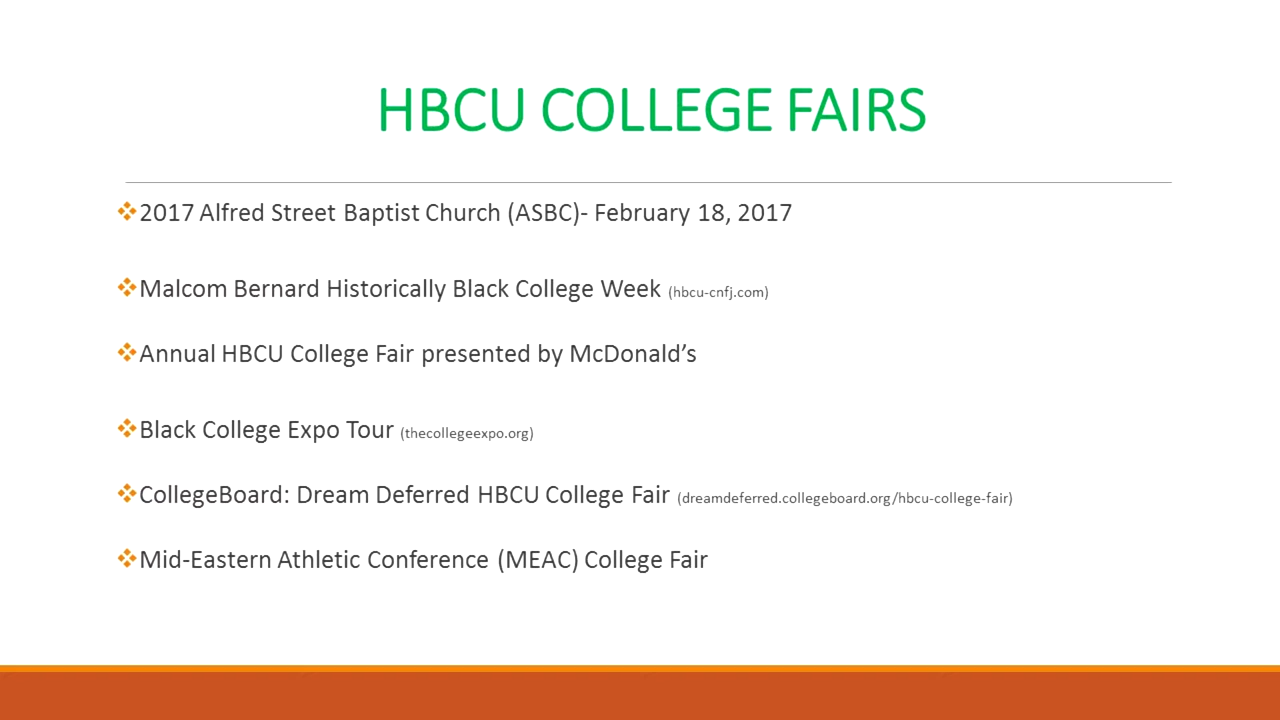 HBCU COLLEGE FAIRS
❖2017 Alfred Street Baptist Church (ASBC)- February 18, 2017
❖Malcom Bernard Historically Black College Week (hbcu-cnfj.com)
❖Annual HBCU College Fair presented by McDonald’s
❖Black College Expo Tour (thecollegeexpo.org)
❖CollegeBoard: Dream Deferred HBCU College Fair (dreamdeferred.collegeboard.org/hbcu-college-fair)
❖Mid-Eastern Athletic Conference (MEAC) College Fair